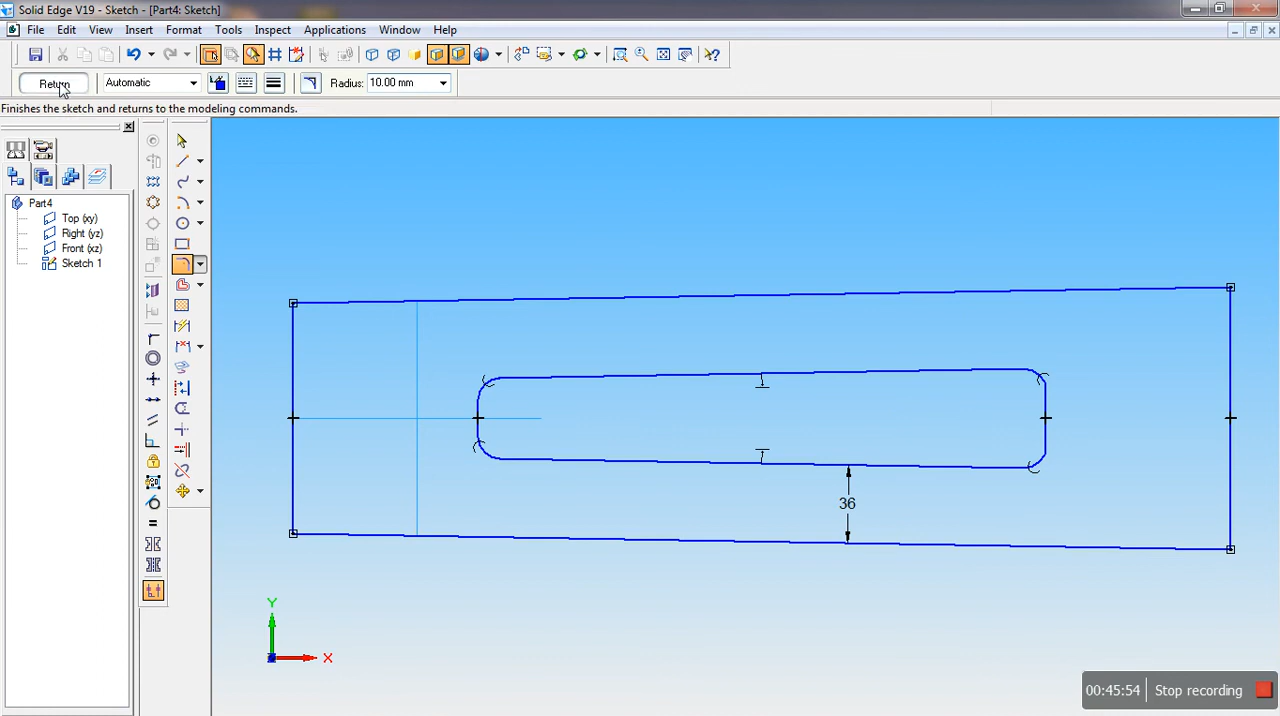 Solid Edge V19 - Sketch - [Part4: Sketch]
File Edit View Insert Format Tools Inspect Applications Window Help
Return Automatic Radius: 10.00 mm
Finishes the sketch and returns to the modeling commands.
Part4
Top (xy)
Right (yz)
Front (xz)
Sketch 1
36
Y
X
00:45:54 Stop recording